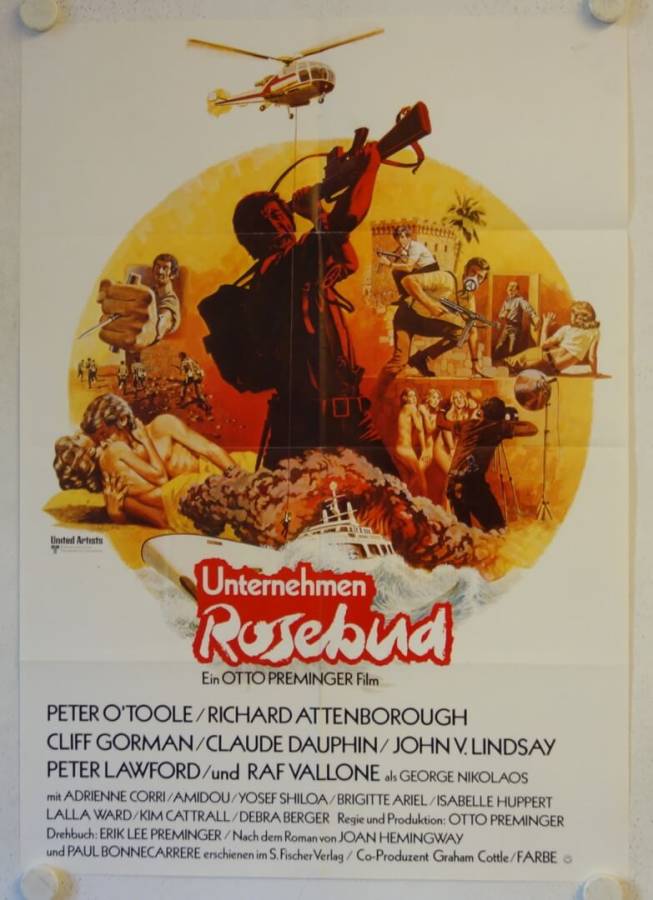 United Artists
Unternehmen
Rosebud
Ein OTTO PREMINGER Film
PETER O'TOOLE/RICHARD ATTENBOROUGH
CLIFF GORMAN/CLAUDE DAUPHIN/JOHN V. LINDSAY
PETER LAWFORD/und RAF VALLONE als GEORGE NIKOLAOS
mit ADRIENNE CORRI/AMIDOU/YOSEF SHILOA/BRIGITTE ARIEL/ISABELLE HUPPERT
LALLA WARD/KIM CATTRALL/DEBRA BERGER Regie und Produktion: OTTO PREMINGER
Drehbuch: ERIK LEE PREMINGER/Nach dem Roman von JOAN HEMINGWAY
und PAUL BONNECARRERE erschienen im S. Fischer Verlag/Co-Produzent Graham Cottle/FARBE